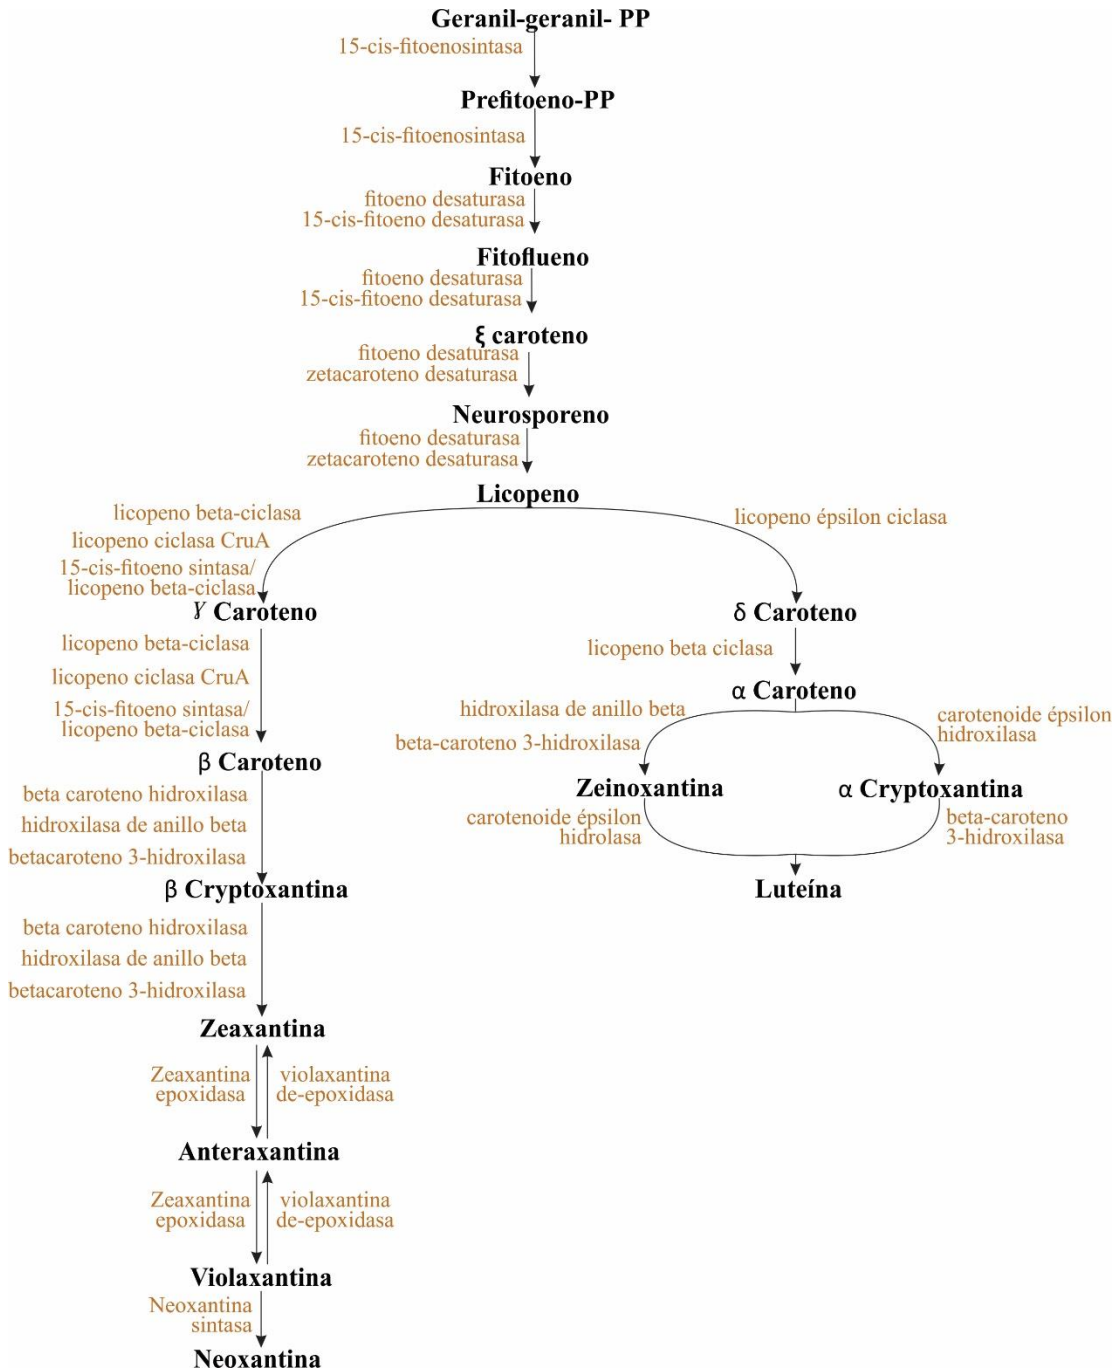 Geranil-geranil- PP
15-cis-fitoenosintasa
Prefitoeno-PP
15-cis-fitoenosintasa
Fitoeno
fitoeno desaturasa
15-cis-fitoeno desaturasa
Fitoflueno
fitoeno desaturasa
15-cis-fitoeno desaturasa
ξ caroteno
fitoeno desaturasa
zetacaroteno desaturasa
Neurosporeno
fitoeno desaturasa
zetacaroteno desaturasa
Licopeno
licopeno beta-ciclasa
licopeno ciclasa CruA
15-cis-fitoeno sintasa/
licopeno beta-ciclasa
licopeno épsilon ciclasa
γ Caroteno
δ Caroteno
licopeno beta-ciclasa
licopeno ciclasa CruA
15-cis-fitoeno sintasa/
licopeno beta-ciclasa
licopeno beta ciclasa
α Caroteno
hidroxilasa de anillo beta
beta-caroteno 3-hidroxilasa
carotenoide épsilon
hidroxilasa
β Caroteno
Zeinoxantina
α Cryptoxantina
beta caroteno hidroxilasa
hidroxilasa de anillo beta
betacaroteno 3-hidroxilasa
carotenoide épsilon
hidrolasa
beta-caroteno
3-hidroxilasa
β Cryptoxantina
Luteína
beta caroteno hidroxilasa
hidroxilasa de anillo beta
betacaroteno 3-hidroxilasa
Zeaxantina
Zeaxantina
epoxidasa
violaxantina
de-epoxidasa
Anteraxantina
Zeaxantina
epoxidasa
violaxantina
de-epoxidasa
Violaxantina
Neoxantina
sintasa
Neoxantina